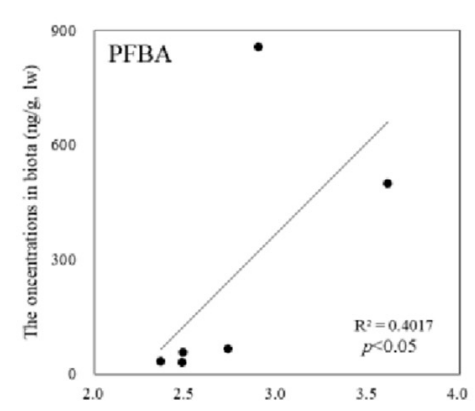 900
PFBA
600
300
0
The oncentrations in biota (ng/g, lw)
R² = 0.4017
p<0.05
2.0 2.5 3.0 3.5 4.0